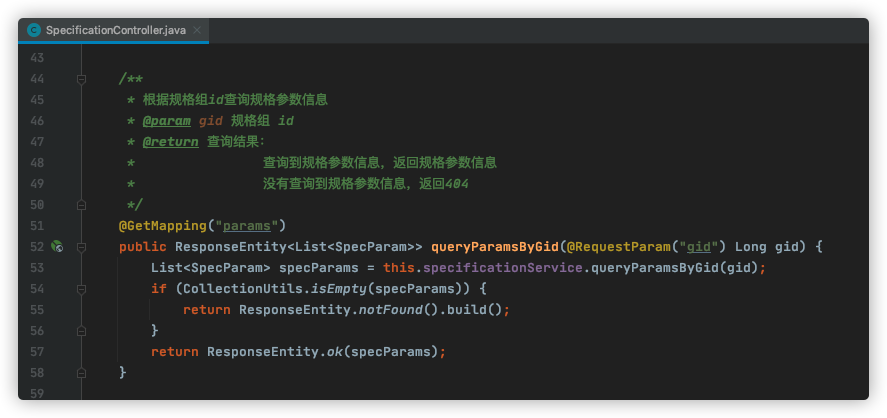 SpecificationController.java
43
44 /**
45 * 根据规格组id查询规格参数信息
46 * @param gid 规格组 id
47 * @return 查询结果：
48 * 查询到规格参数信息，返回规格参数信息
49 * 没有查询到规格参数信息，返回404
50 */
51 @GetMapping("params")
52 public ResponseEntity<List<SpecParam>> queryParamsByGid(@RequestParam("gid") Long gid) {
53 List<SpecParam> specParams = this.specificationService.queryParamsByGid(gid);
54 if (CollectionUtils.isEmpty(specParams)) {
55 return ResponseEntity.notFound().build();
56 }
57 return ResponseEntity.ok(specParams);
58 }
59